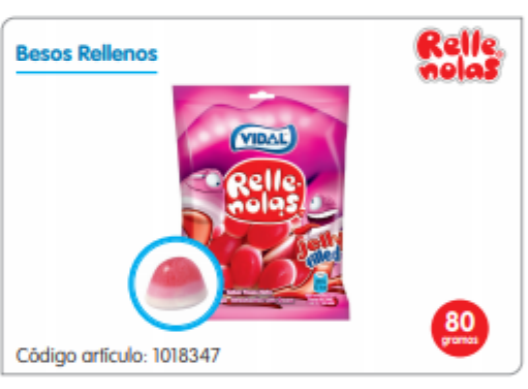 Besos Rellenos
Relle
nolas
VIDAL
Relle-
nolas
Jelly
filled
80
gramos
Código artículo: 1018347